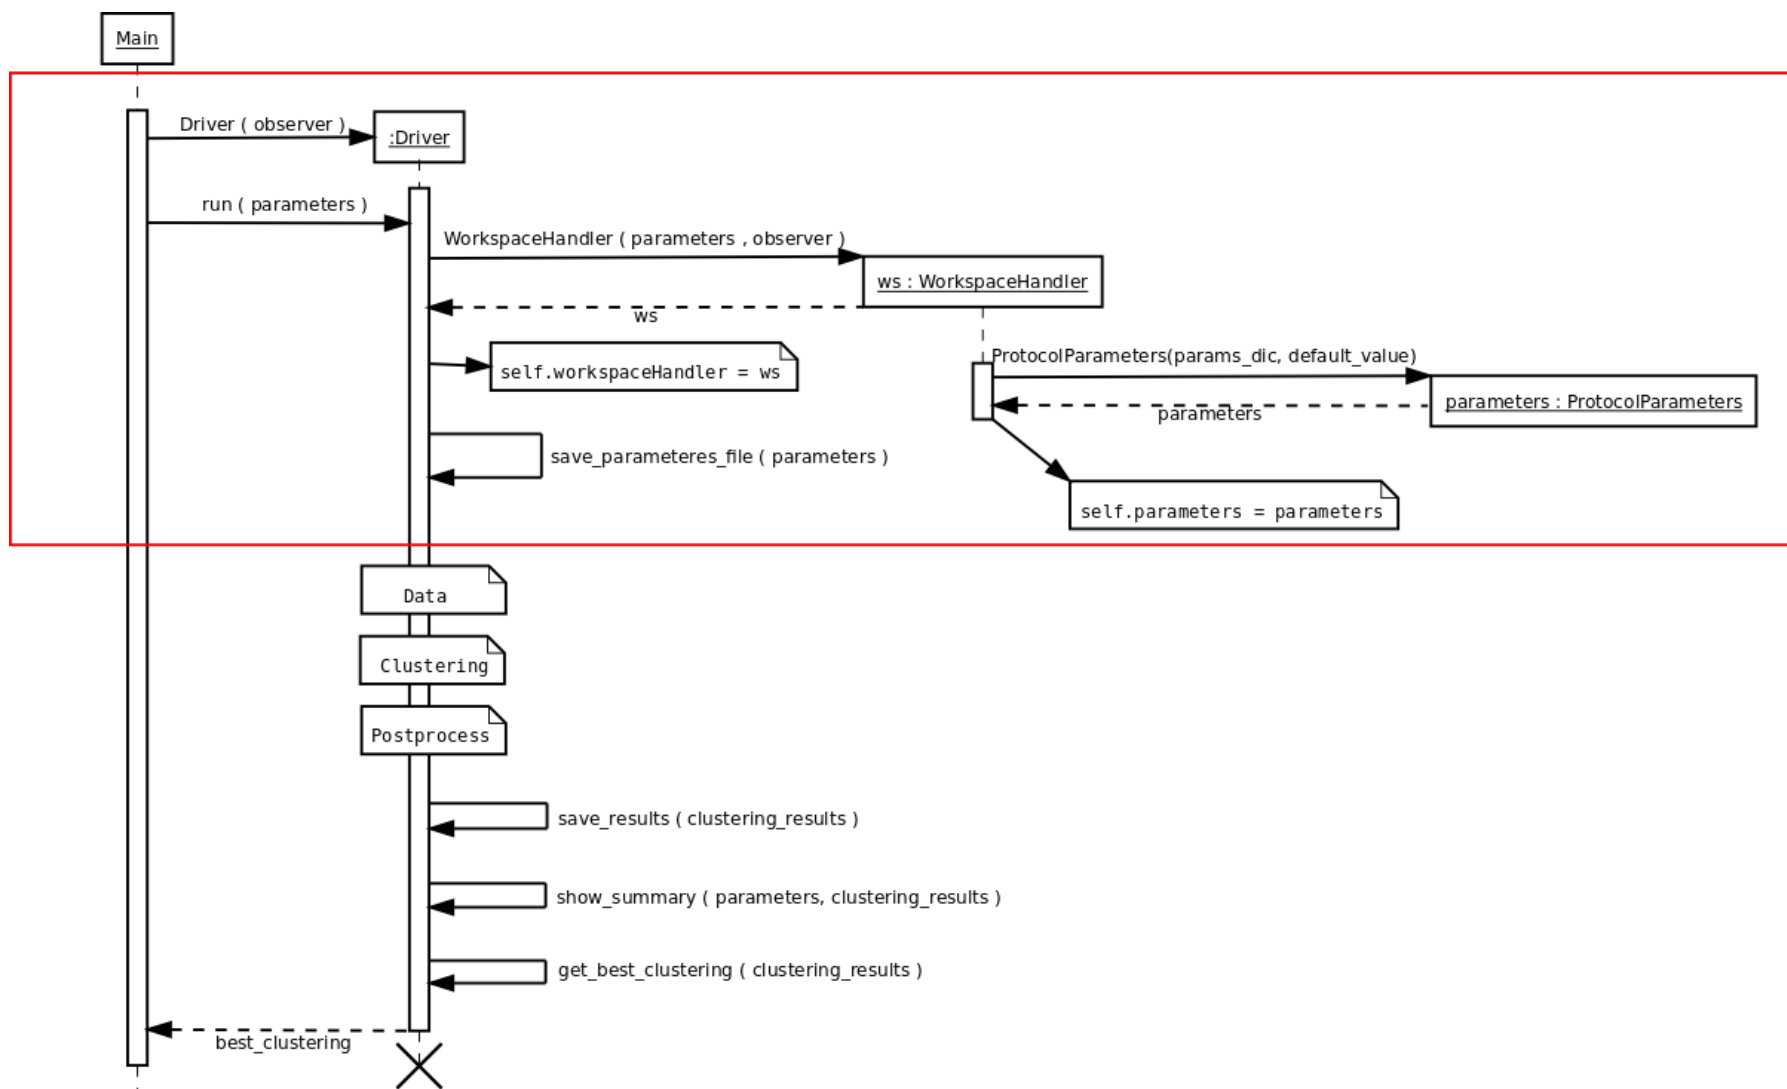 Main
Driver ( observer )
:Driver
run ( parameters )
WorkspaceHandler ( parameters , observer )
ws : WorkspaceHandler
ws
ProtocolParameters(params_dic, default_value)
self.workspaceHandler = ws
parameters : ProtocolParameters
parameters
save_parameteres_file ( parameters )
self.parameters = parameters
Data
Clustering
Postprocess
save_results ( clustering_results )
show_summary ( parameters, clustering_results )
get_best_clustering ( clustering_results )
best_clustering